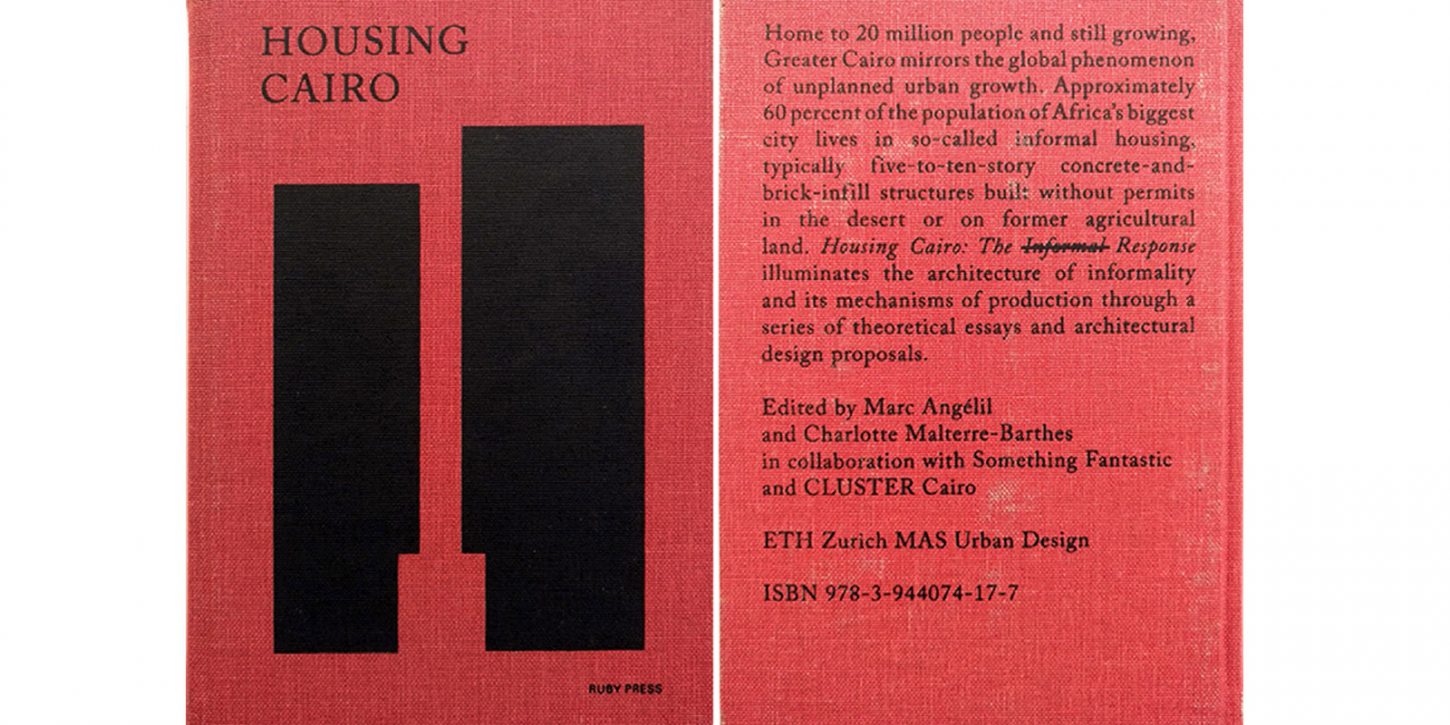 HOUSING
CAIRO
RUBY PRESS
Home to 20 million people and still growing,
Greater Cairo mirrors the global phenomenon
of unplanned urban growth. Approximately
60 percent of the population of Africa's biggest
city lives in so-called informal housing,
typically five-to-ten-story concrete-and-
brick-infill structures built without permits
in the desert or on former agricultural
land. Housing Cairo: The Informal Response
illuminates the architecture of informality
and its mechanisms of production through a
series of theoretical essays and architectural
design proposals.
Edited by Marc Angélil
and Charlotte Malterre-Barthes
in collaboration with Something Fantastic
and CLUSTER Cairo
ETH Zurich MAS Urban Design
ISBN 978-3-944074-17-7